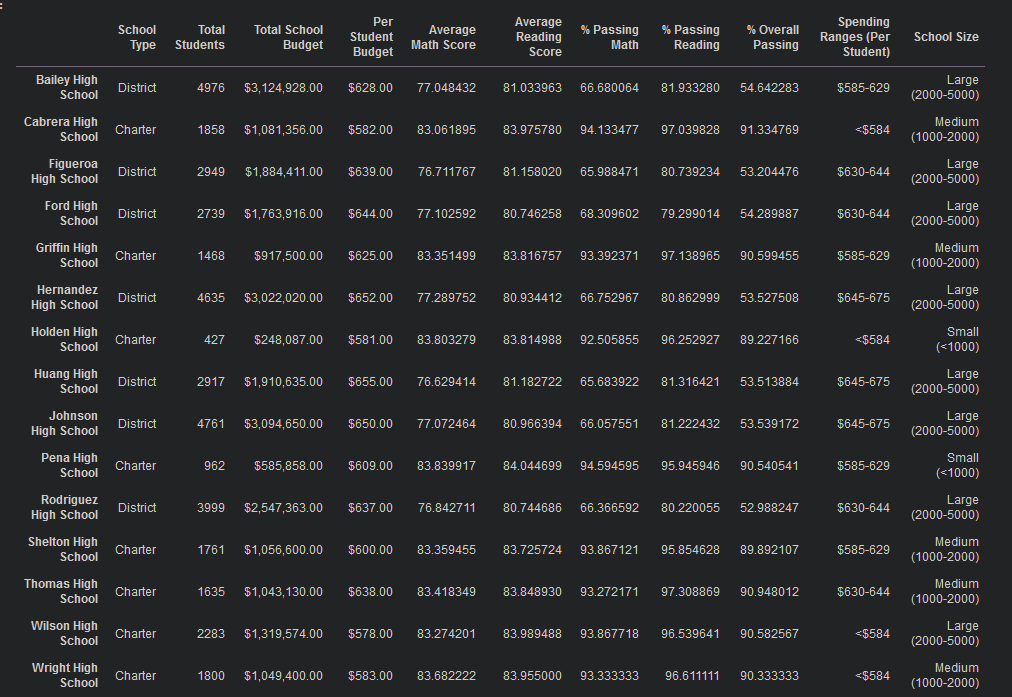 School Type Total Students Total School Budget Per Student Budget Average Math Score Average Reading Score % Passing Math % Passing Reading % Overall Passing Spending Ranges (Per Student) School Size
Bailey High School District 4976 $3,124,928.00 $628.00 77.048432 81.033963 66.680064 81.933280 54.642283 $585-629 Large (2000-5000)
Cabrera High School Charter 1858 $1,081,356.00 $582.00 83.061895 83.975780 94.133477 97.039828 91.334769 <$584 Medium (1000-2000)
Figueroa High School District 2949 $1,884,411.00 $639.00 76.711767 81.158020 65.988471 80.739234 53.204476 $630-644 Large (2000-5000)
Ford High School District 2739 $1,763,916.00 $644.00 77.102592 80.746258 68.309602 79.299014 54.289887 $630-644 Large (2000-5000)
Griffin High School Charter 1468 $917,500.00 $625.00 83.351499 83.816757 93.392371 97.138965 90.599455 $585-629 Medium (1000-2000)
Hernandez High School District 4635 $3,022,020.00 $652.00 77.289752 80.934412 66.752967 80.862999 53.527508 $645-675 Large (2000-5000)
Holden High School Charter 427 $248,087.00 $581.00 83.803279 83.814988 92.505855 96.252927 89.227166 <$584 Small (<1000)
Huang High School District 2917 $1,910,635.00 $655.00 76.629414 81.182722 65.683922 81.316421 53.513884 $645-675 Large (2000-5000)
Johnson High School District 4761 $3,094,650.00 $650.00 77.072464 80.966394 66.057551 81.222432 53.539172 $645-675 Large (2000-5000)
Pena High School Charter 962 $585,858.00 $609.00 83.839917 84.044699 94.594595 95.945946 90.540541 $585-629 Small (<1000)
Rodriguez High School District 3999 $2,547,363.00 $637.00 76.842711 80.744686 66.366592 80.220055 52.988247 $630-644 Large (2000-5000)
Shelton High School Charter 1761 $1,056,600.00 $600.00 83.359455 83.725724 93.867121 95.854628 89.892107 $585-629 Medium (1000-2000)
Thomas High School Charter 1635 $1,043,130.00 $638.00 83.418349 83.848930 93.272171 97.308869 90.948012 $630-644 Medium (1000-2000)
Wilson High School Charter 2283 $1,319,574.00 $578.00 83.274201 83.989488 93.867718 96.539641 90.582567 <$584 Large (2000-5000)
Wright High School Charter 1800 $1,049,400.00 $583.00 83.682222 83.955000 93.333333 96.611111 90.333333 <$584 Medium (1000-2000)